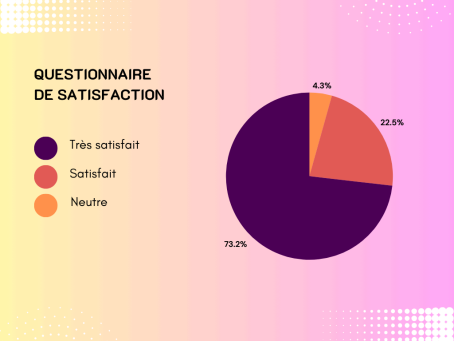 QUESTIONNAIRE
DE SATISFACTION
Très satisfait
Satisfait
Neutre
4.3%
22.5%
73.2%